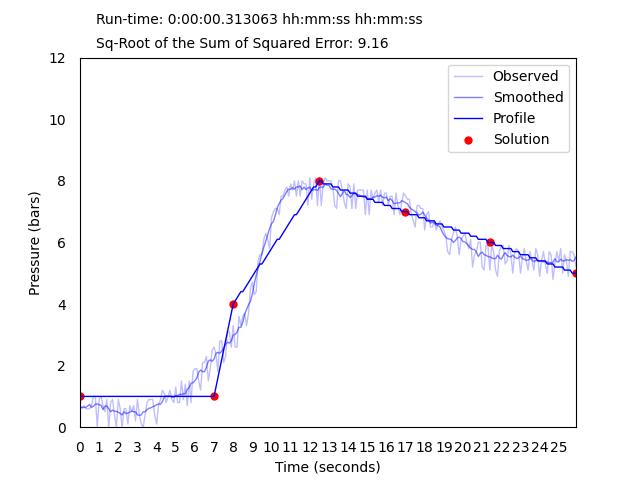 Run-time: 0:00:00.313063 hh:mm:ss hh:mm:ss
Sq-Root of the Sum of Squared Error: 9.16
12
10
8
6
4
2
0
Pressure (bars)
Observed
Smoothed
Profile
Solution
0 1 2 3 4 5 6 7 8 9 10 11 12 13 14 15 16 17 18 19 20 21 22 23 24 25
Time (seconds)